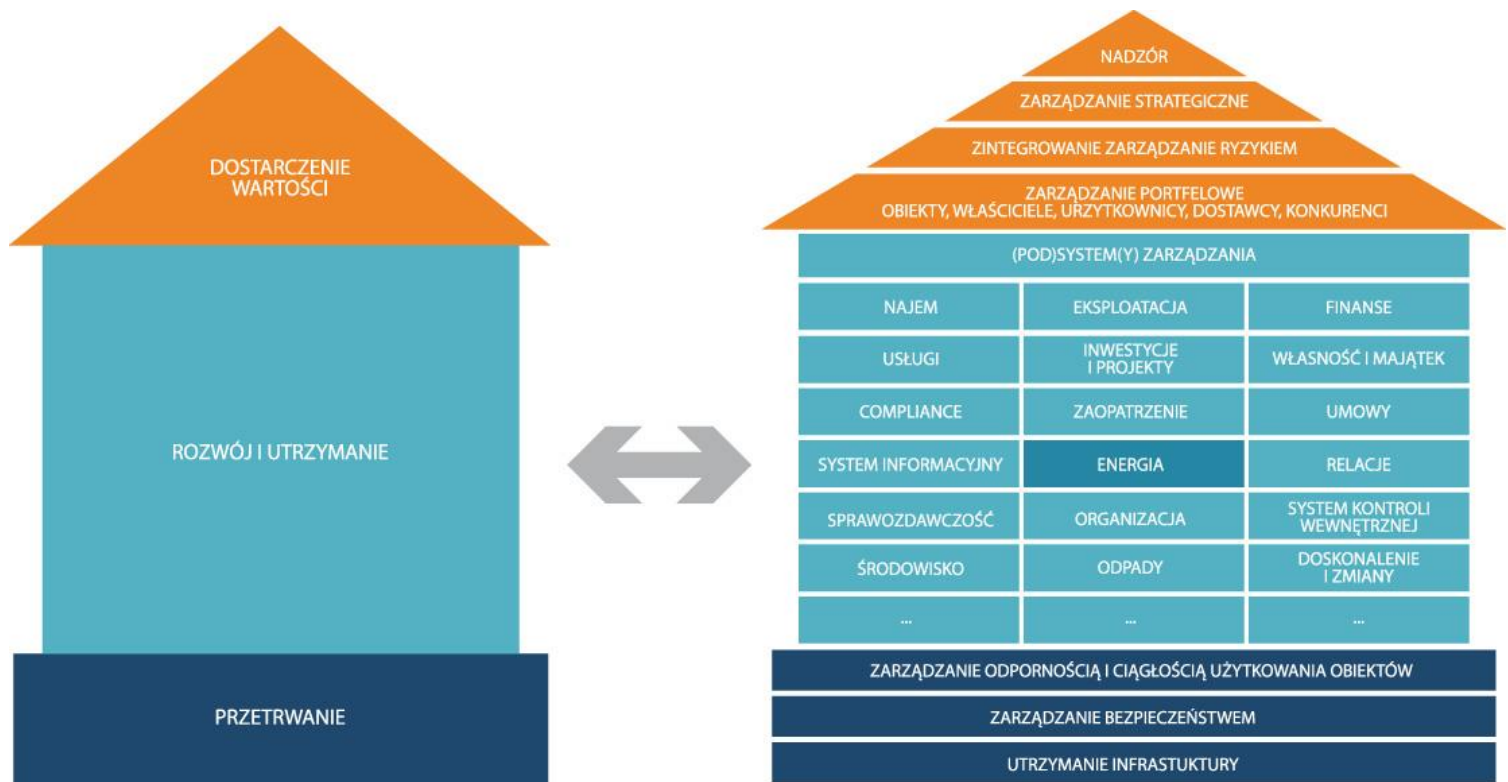 DOSTARCZENIE
WARTOŚCI
ROZWÓJ I UTRZYMANIE
PRZETRWANIE
NADZÓR
ZARZĄDZANIE STRATEGICZNE
ZINTEGROWANIE ZARZĄDZANIE RYZYKIEM
ZARZĄDZANIE PORTFELOWE
OBIEKTY, WŁAŚCICIELE, URZYTKOWNICY, DOSTAWCY, KONKURENCI
(POD)SYSTEM(Y) ZARZĄDZANIA
NAJEM
EKSPLOATACJA
FINANSE
USŁUGI
INWESTYCJE
I PROJEKTY
WŁASNOŚĆ I MAJĄTEK
COMPLIANCE
ZAOPATRZENIE
UMOWY
SYSTEM INFORMACYJNY
ENERGIA
RELACJE
SPRAWOZDAWCZOŚĆ
ORGANIZACJA
SYSTEM KONTROLI
WEWNĘTRZNEJ
ŚRODOWISKO
ODPADY
DOSKONALENIE
I ZMIANY
...
...
...
ZARZĄDZANIE ODPORNOŚCIĄ I CIĄGŁOŚCIĄ UŻYTKOWANIA OBIEKTÓW
ZARZĄDZANIE BEZPIECZEŃSTWEM
UTRZYMANIE INFRASTUKTURY